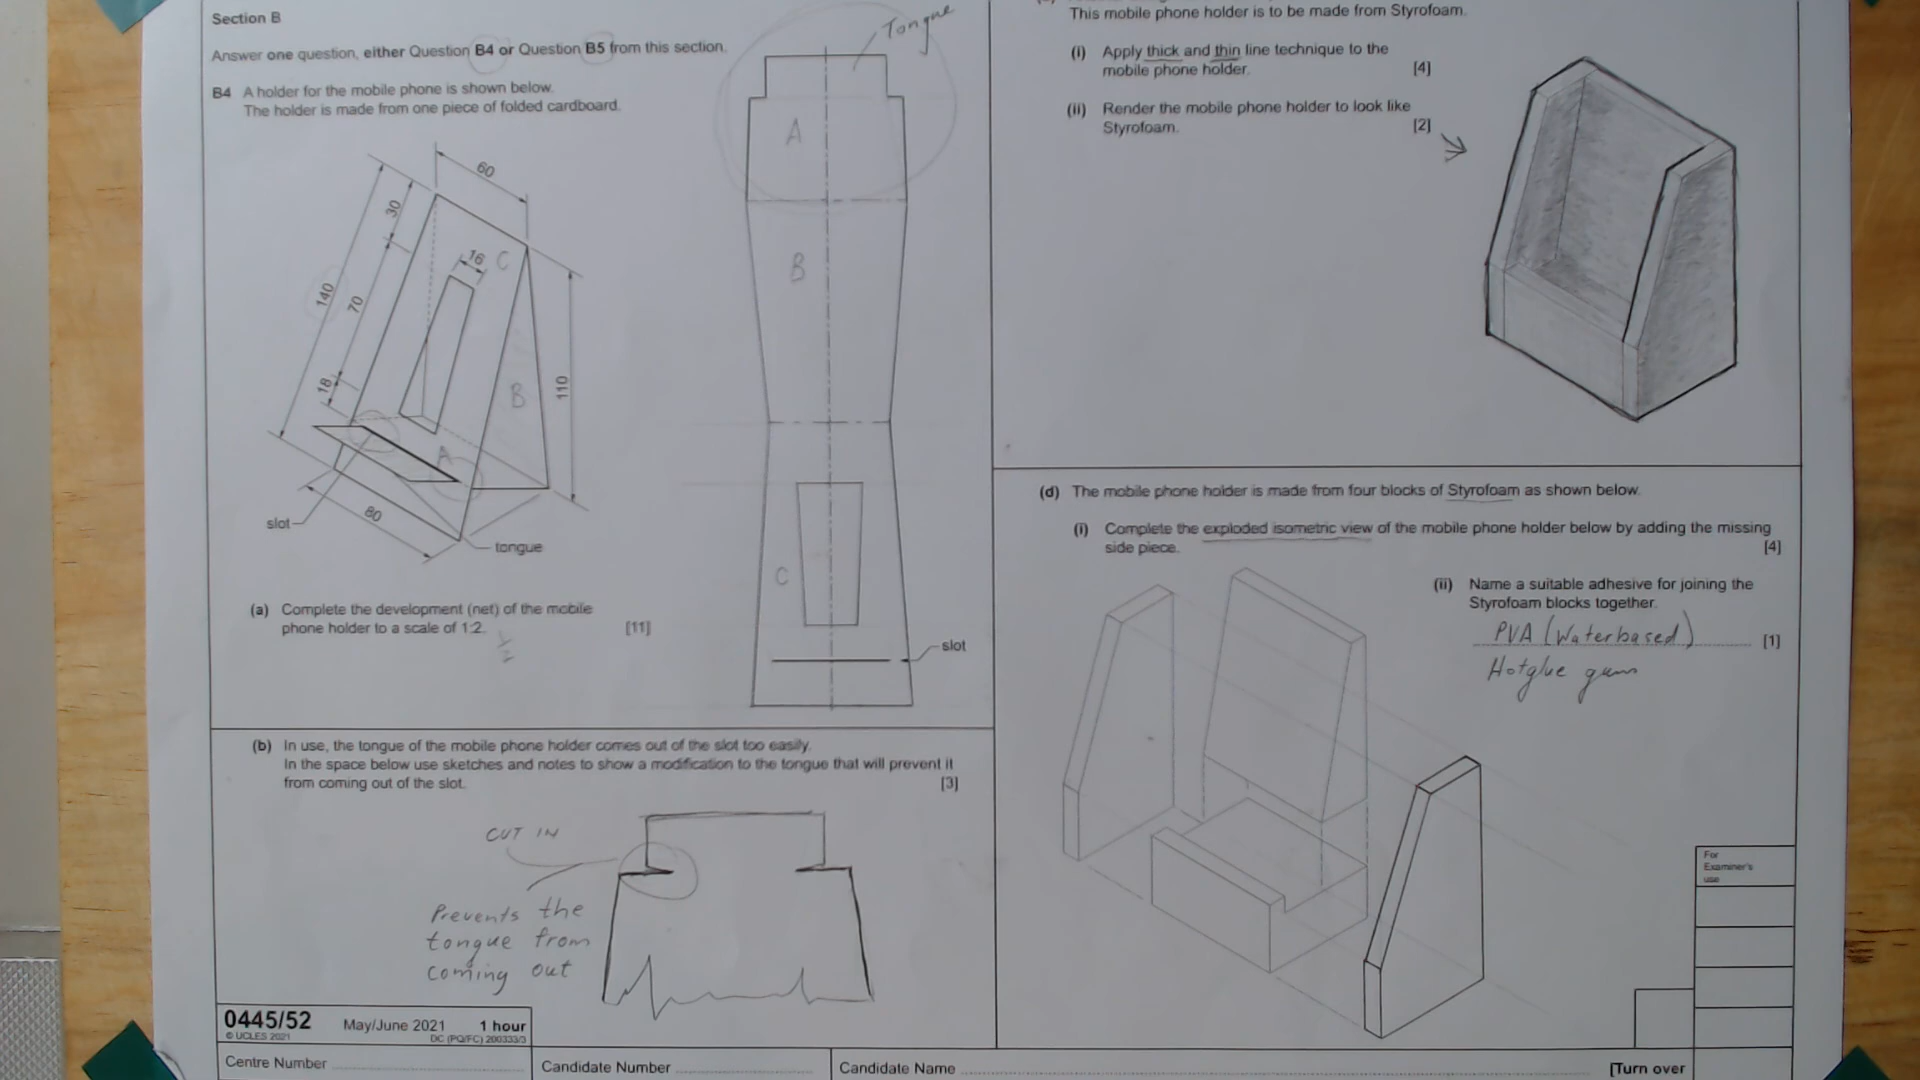 Section B
Answer one question, either Question B4 or Question B5 from this section.
B4 A holder for the mobile phone is shown below.
The holder is made from one piece of folded cardboard.
60
30
16
C
140
70
18
B
110
A
slot
80
tongue
(a) Complete the development (net) of the mobile
phone holder to a scale of 1:2. [11]
1/2
Tongue
A
B
C
slot
(b) In use, the tongue of the mobile phone holder comes out of the slot too easily.
In the space below use sketches and notes to show a modification to the tongue that will prevent it
from coming out of the slot. [3]
CUT IN
Prevents the
tongue from
coming out
0445/52 May/June 2021 1 hour
© UCLES 2021 DC (PQ/FC) 200333/3
This mobile phone holder is to be made from Styrofoam.
(i) Apply thick and thin line technique to the
mobile phone holder. [4]
(ii) Render the mobile phone holder to look like
Styrofoam. [2]
(d) The mobile phone holder is made from four blocks of Styrofoam as shown below.
(i) Complete the exploded isometric view of the mobile phone holder below by adding the missing
side piece. [4]
(ii) Name a suitable adhesive for joining the
Styrofoam blocks together.
PVA (Waterbased) [1]
Hotglue gun
For
Examiner's
use
Centre Number Candidate Number Candidate Name [Turn over